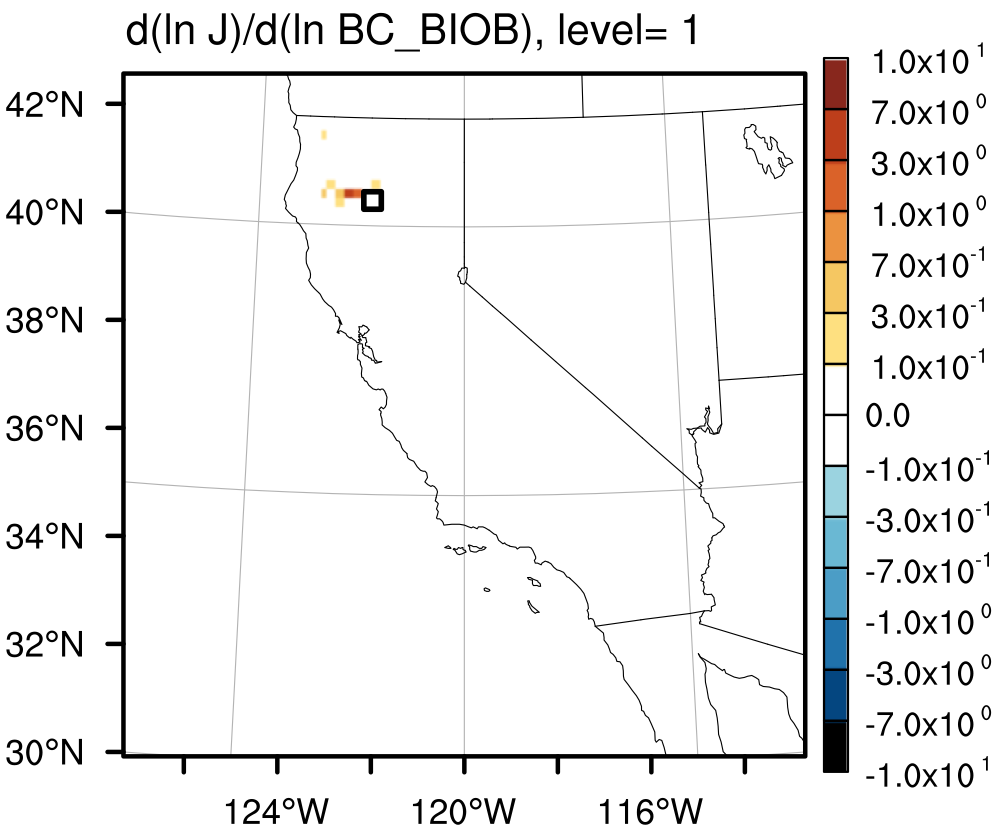 d(ln J)/d(ln BC_BIOB), level= 1
42°N
40°N
38°N
36°N
34°N
32°N
30°N
124°W 120°W 116°W
1.0x10 1
7.0x10 0
3.0x10 0
1.0x10 0
7.0x10 -1
3.0x10 -1
1.0x10 -1
0.0
-1.0x10 -1
-3.0x10 -1
-7.0x10 -1
-1.0x10 0
-3.0x10 0
-7.0x10 0
-1.0x10 1